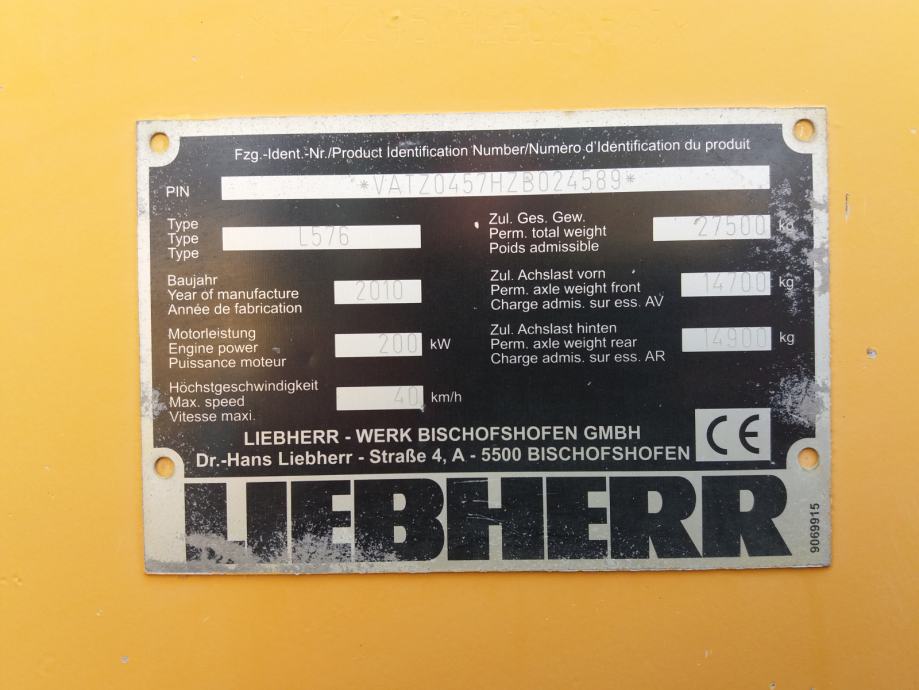 Fzg.-Ident.-Nr./Product Identification Number/Numéro d'Identification du produit
PIN *VATZ0457HZB024589*
Type
Type L576
Type
Zul. Ges. Gew.
Perm. total weight 27500 kg
Poids admissible
Baujahr
Year of manufacture 2010
Année de fabrication
Zul. Achslast vorn
Perm. axle weight front 14700 kg
Charge admis. sur ess. AV
Motorleistung
Engine power 200 kW
Puissance moteur
Zul. Achslast hinten
Perm. axle weight rear 14900 kg
Charge admis. sur ess. AR
Höchstgeschwindigkeit
Max. speed 40 km/h
Vitesse maxi.
LIEBHERR - WERK BISCHOFSHOFEN GMBH
Dr.-Hans Liebherr - Straße 4, A - 5500 BISCHOFSHOFEN
CE
LIEBHERR
9069915